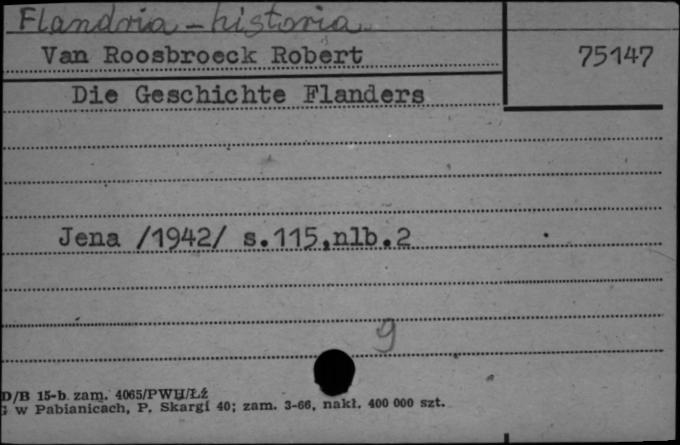 Flandria - historia
Van Roosbroeck Robert
75147
Die Geschichte Flanders
Jena /1942/ s.115,nlb.2
9
D/B 15-b zam. 4065/PWH/Łź
w Pabianicach, P. Skargi 40; zam. 3-66, nakł. 400 000 szt.